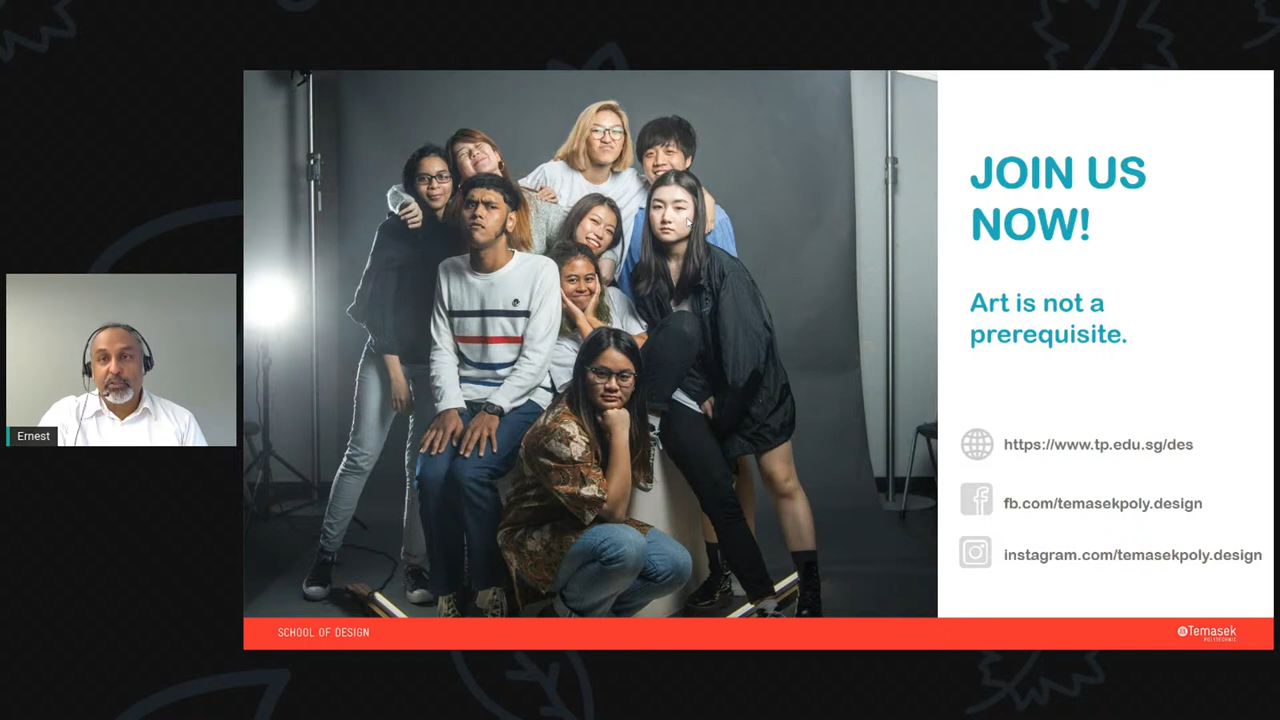 JOIN US
NOW!
Art is not a
prerequisite.
https://www.tp.edu.sg/des
fb.com/temasekpoly.design
instagram.com/temasekpoly.design
Ernest
SCHOOL OF DESIGN
Temasek
POLYTECHNIC